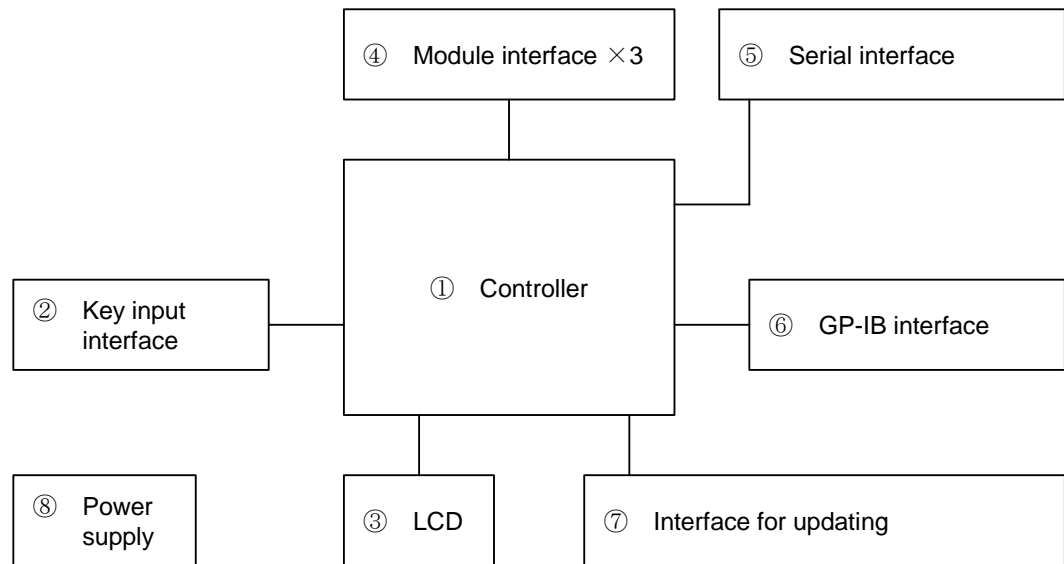 ④ Module interface ×3
⑤ Serial interface
① Controller
② Key input
interface
⑥ GP-IB interface
⑧ Power
supply
③ LCD
⑦ Interface for updating